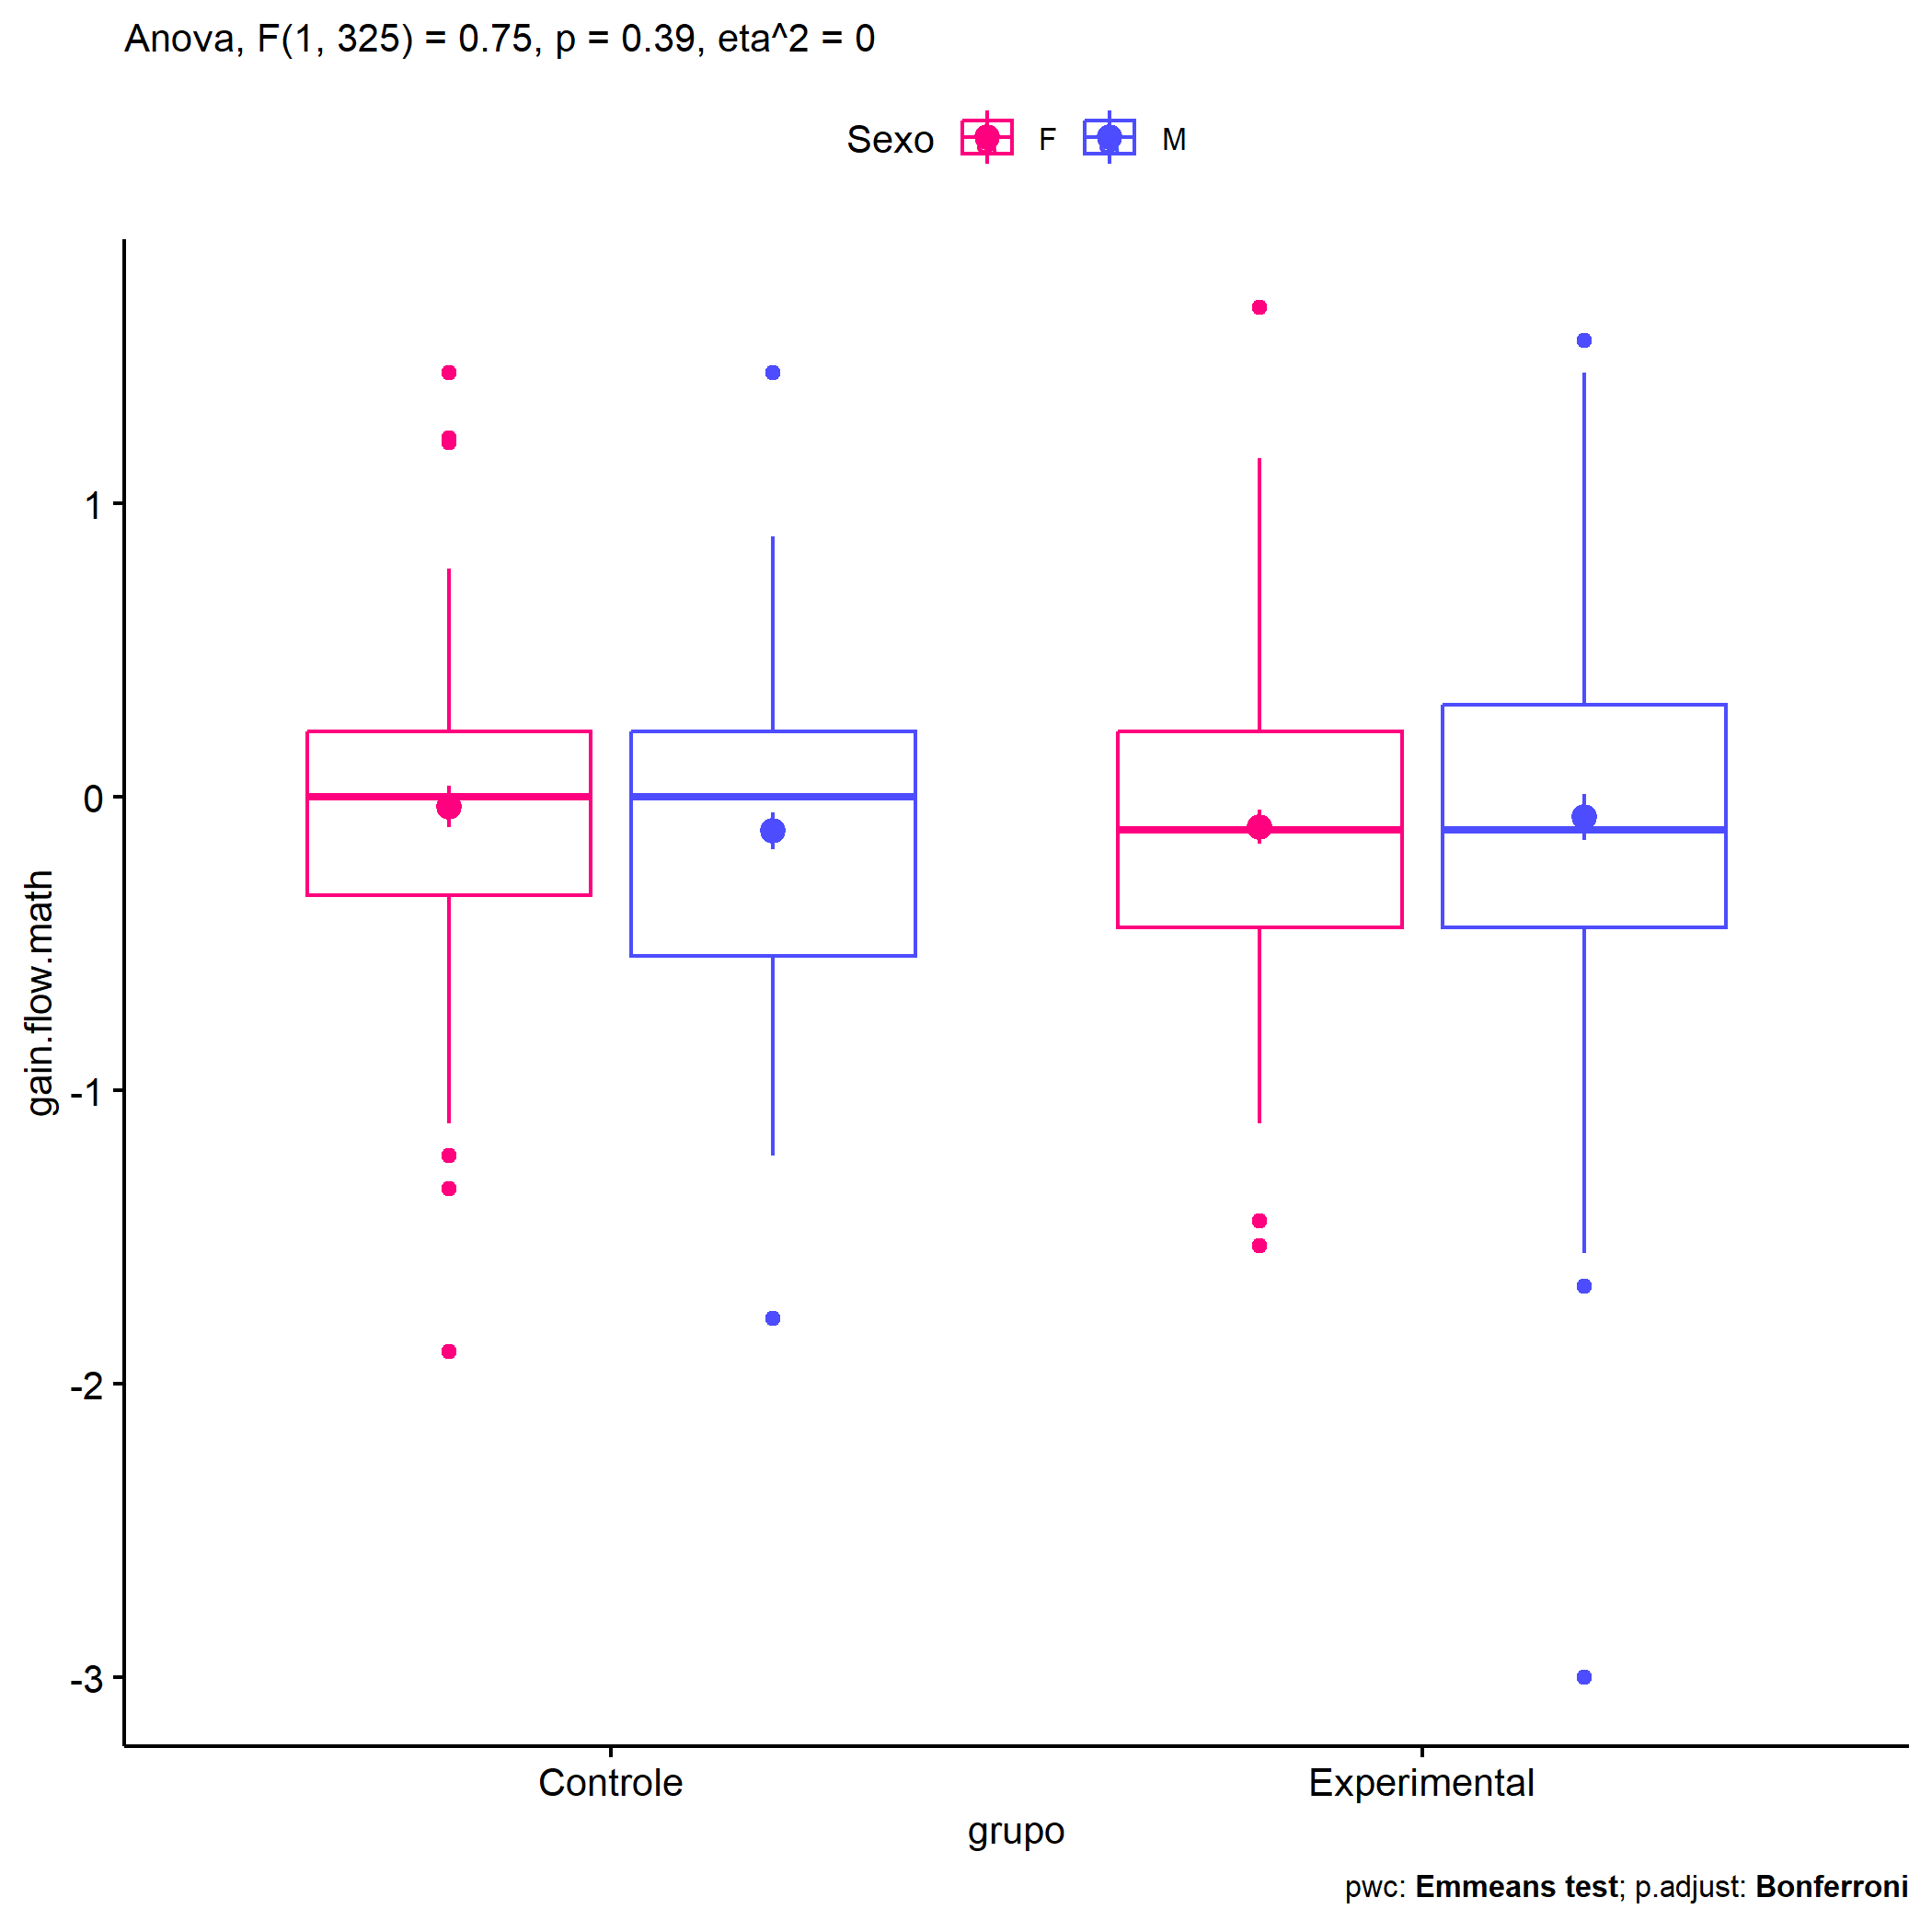 Anova, F(1, 325) = 0.75, p = 0.39, eta^2 = 0
Sexo F M
gain.flow.math
1
0
-1
-2
-3
Controle Experimental
grupo
pwc: Emmeans test; p.adjust: Bonferroni